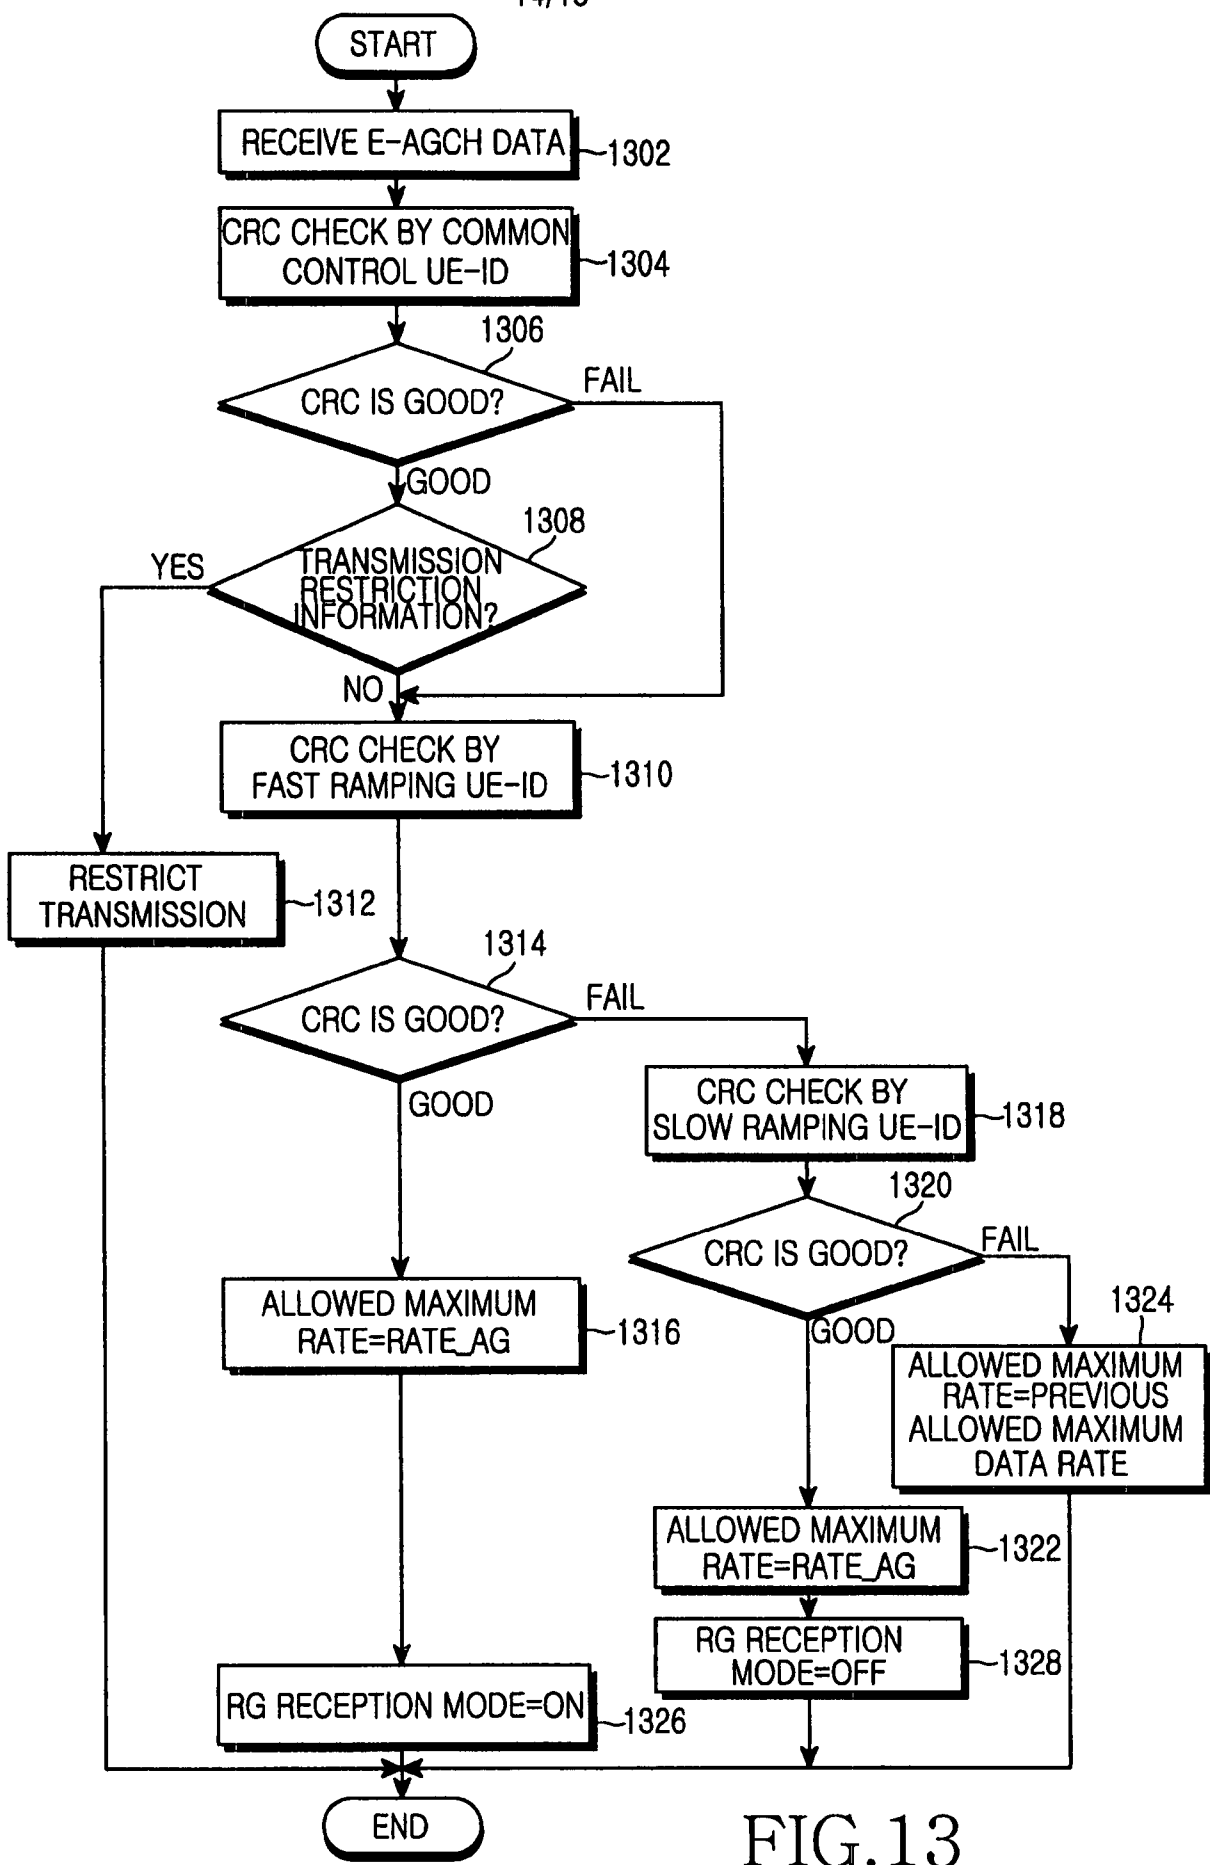 START
RECEIVE E-AGCH DATA
1302
CRC CHECK BY COMMON
CONTROL UE-ID
1304
1306
CRC IS GOOD?
FAIL
GOOD
1308
YES
TRANSMISSION
RESTRICTION
INFORMATION?
NO
CRC CHECK BY
FAST RAMPING UE-ID
1310
RESTRICT
TRANSMISSION
1312
1314
CRC IS GOOD?
FAIL
GOOD
CRC CHECK BY
SLOW RAMPING UE-ID
1318
1320
CRC IS GOOD?
FAIL
GOOD
ALLOWED MAXIMUM
RATE=RATE_AG
1316
1324
ALLOWED MAXIMUM
RATE=PREVIOUS
ALLOWED MAXIMUM
DATA RATE
ALLOWED MAXIMUM
RATE=RATE_AG
1322
RG RECEPTION
MODE=OFF
1328
RG RECEPTION MODE=ON
1326
END
FIG.13